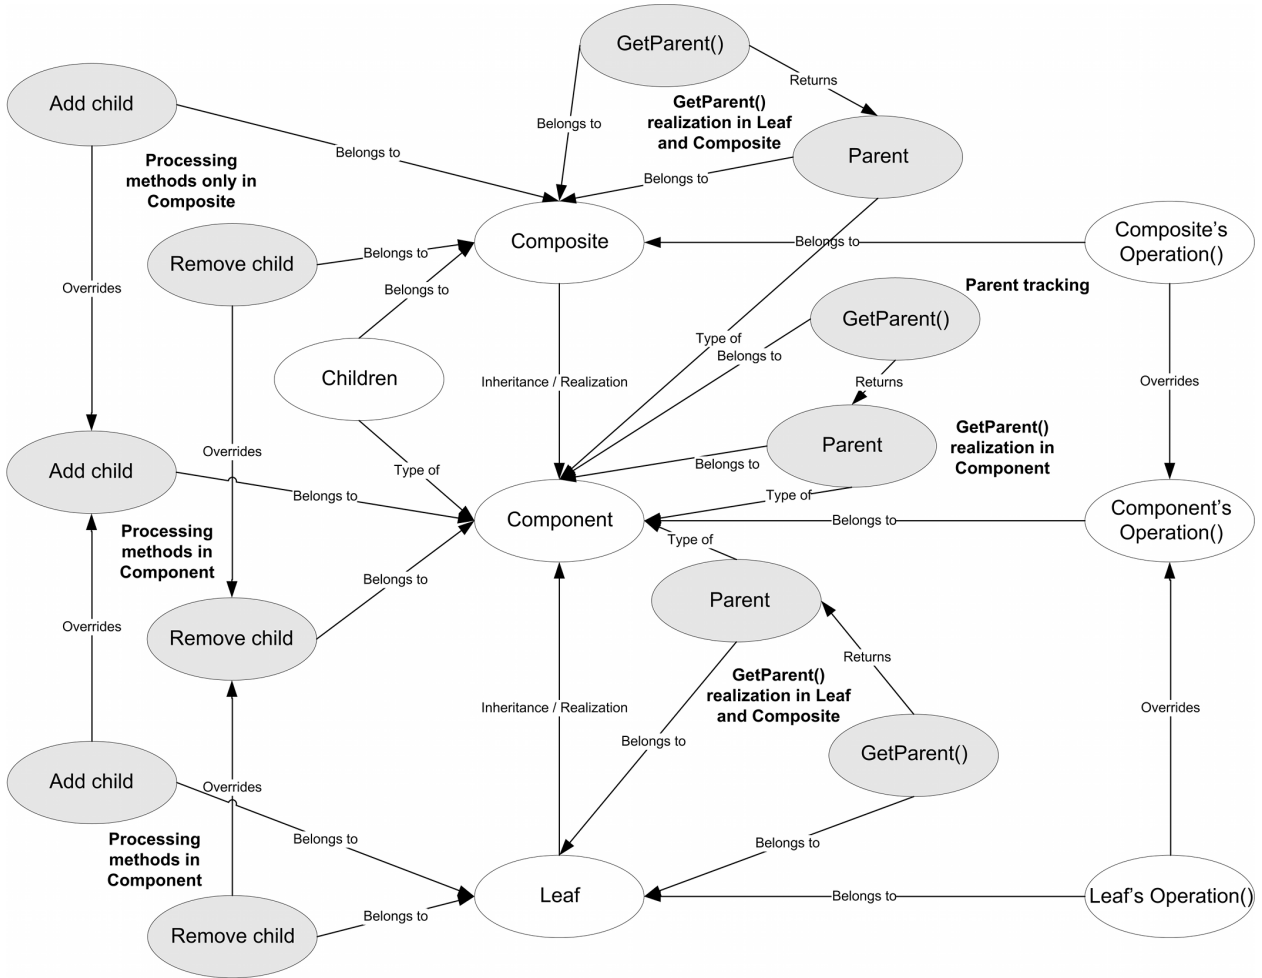 GetParent()
Add child
Returns
GetParent()
realization in Leaf
and Composite
Belongs to
Belongs to
Parent
Processing
methods only in
Composite
Belongs to
Composite's
Operation()
Composite
Belongs to
Belongs to
Remove child
Parent tracking
Overrides
Belongs to
GetParent()
Type of
Belongs to
Children
Inheritance / Realization
Returns
Overrides
GetParent()
realization in
Component
Parent
Overrides
Belongs to
Add child
Type of
Belongs to
Type of
Component's
Operation()
Component
Belongs to
Processing
methods in
Component
Type of
Belongs to
Parent
Overrides
Remove child
Returns
GetParent()
realization in Leaf
and Composite
Inheritance / Realization
Overrides
Belongs to
GetParent()
Add child
Overrides
Processing
methods in
Component
Belongs to
Belongs to
Leaf
Belongs to
Leaf's Operation()
Belongs to
Remove child